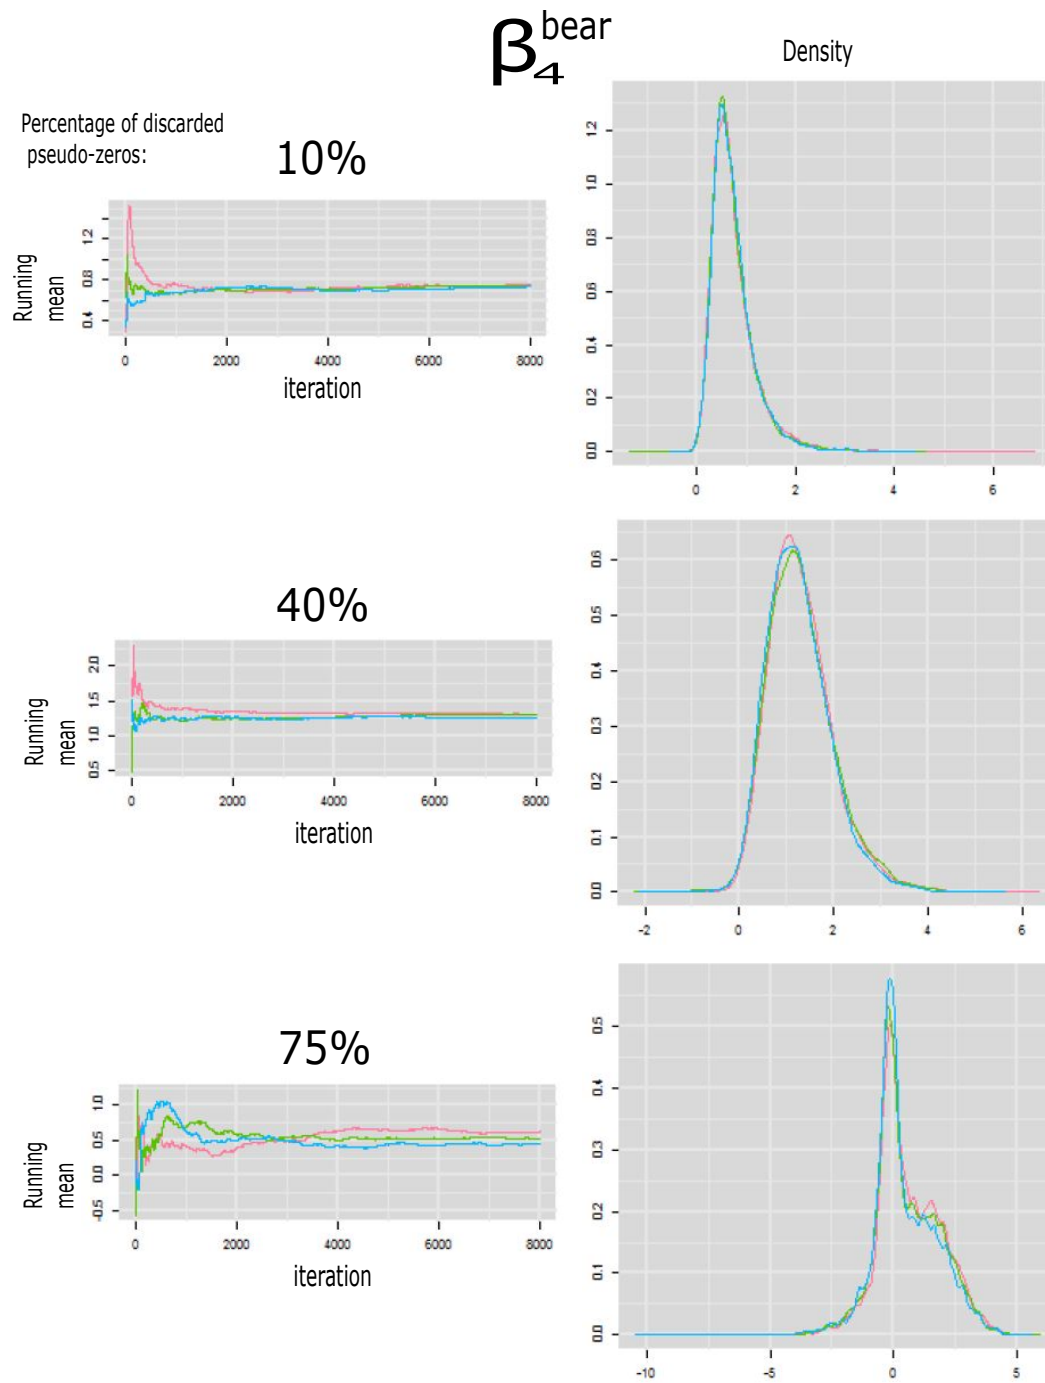 β₄ᵇᵉᵃʳ
Density
Percentage of discarded
pseudo-zeros:
10%
Running
mean
0.4 0.8 1.2
0 2000 4000 6000 8000
iteration
0.0 0.2 0.4 0.6 0.8 1.0 1.2
0 2 4 6
40%
Running
mean
0.5 1.0 1.5 2.0
0 2000 4000 6000 8000
iteration
0.0 0.1 0.2 0.3 0.4 0.5 0.6
-2 0 2 4 6
75%
Running
mean
-0.5 0.0 0.5 1.0
0 2000 4000 6000 8000
iteration
0.0 0.1 0.2 0.3 0.4 0.5
-10 -5 0 5